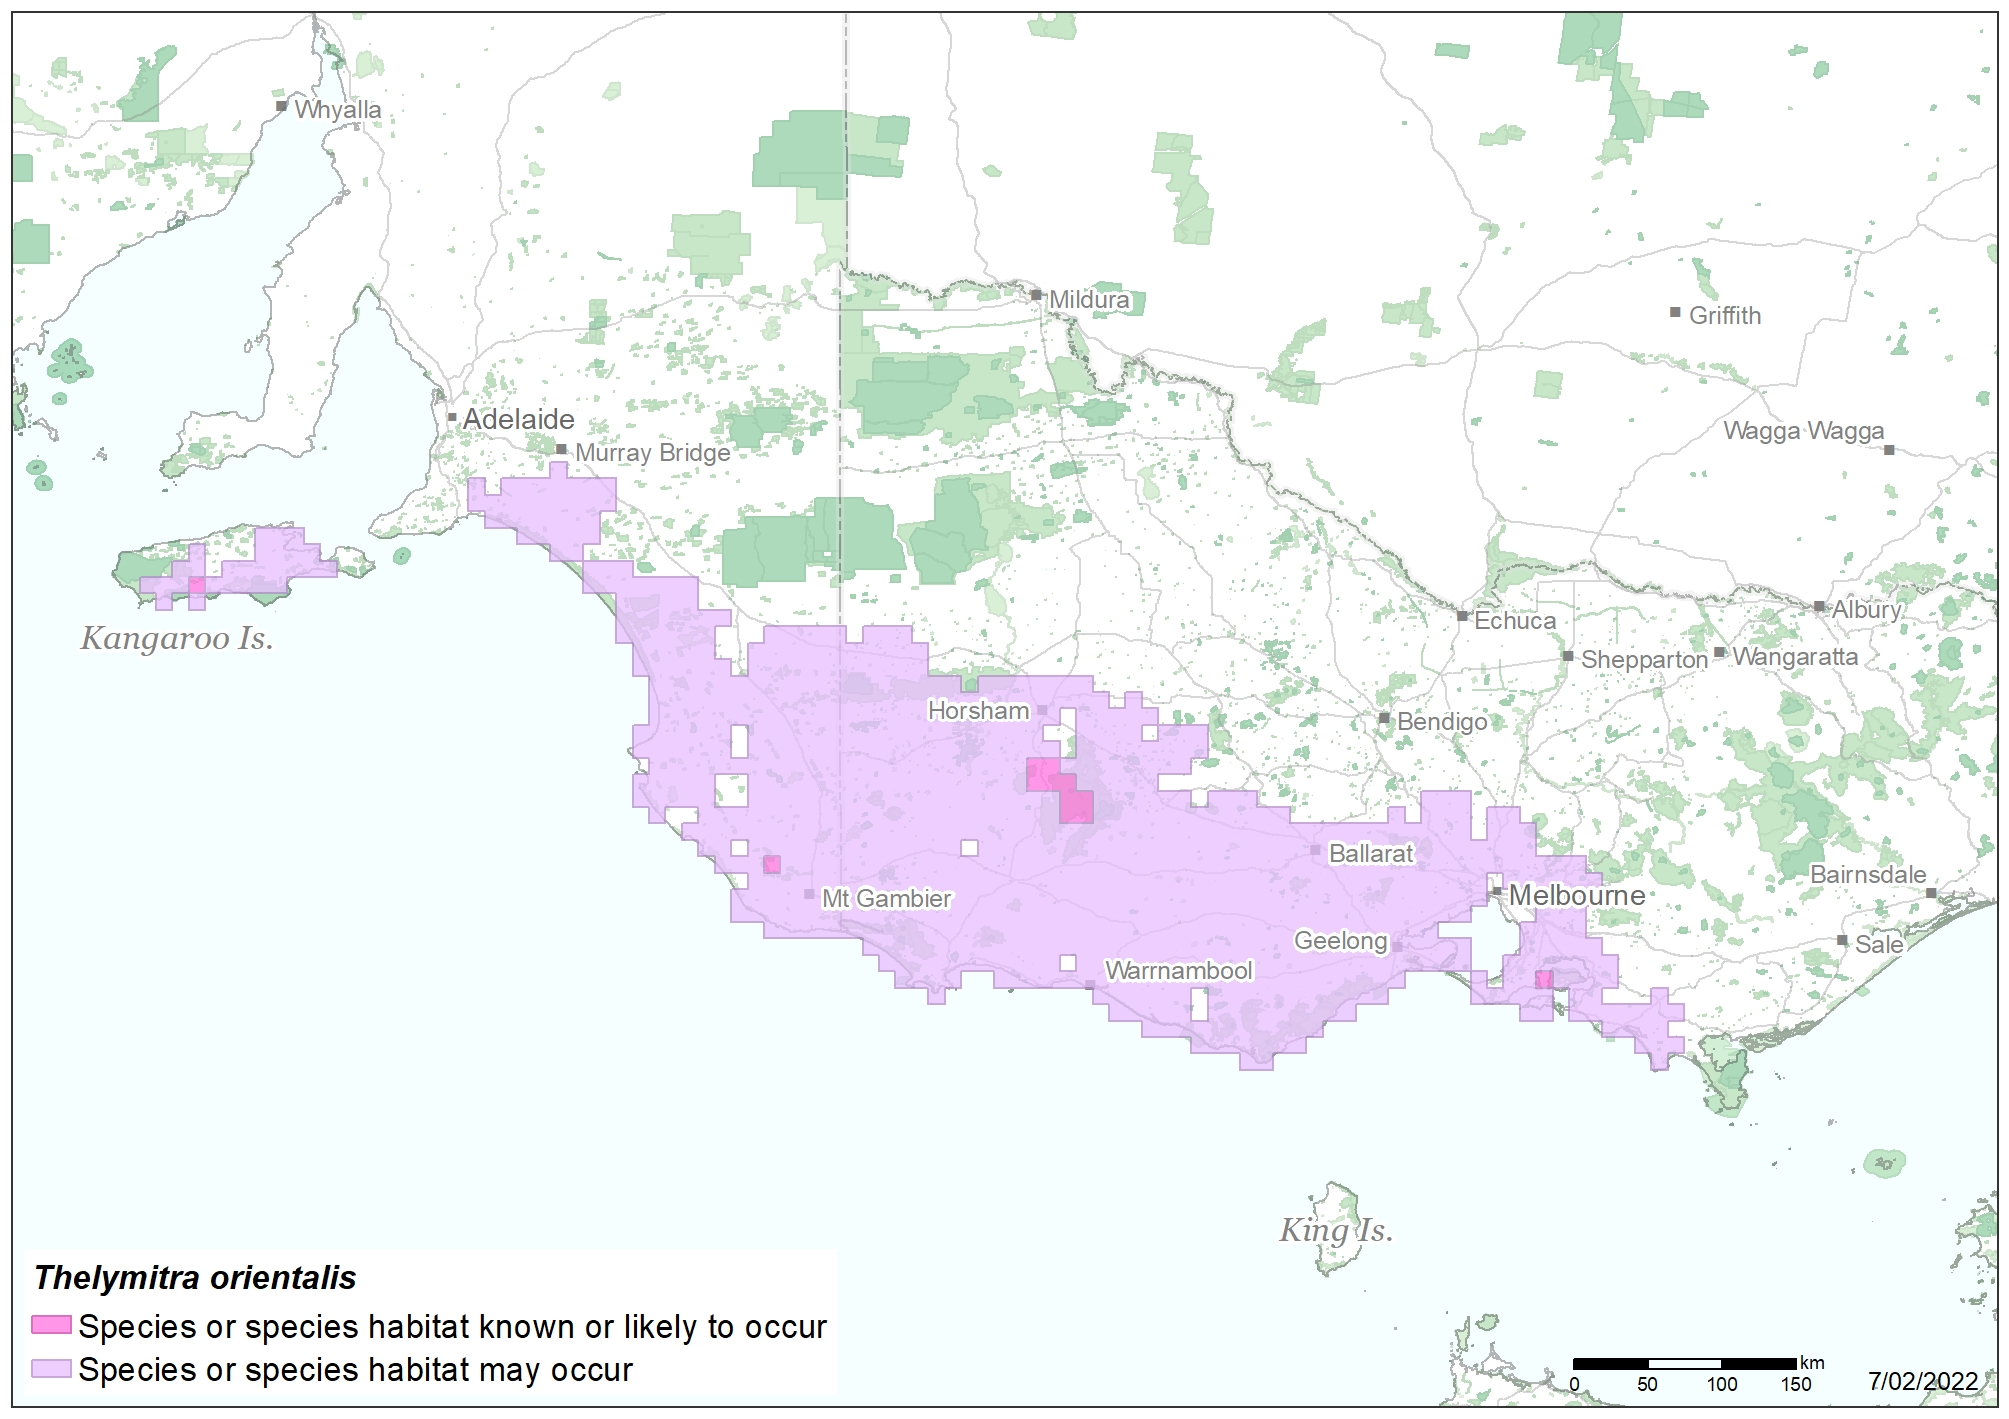 Whyalla
Mildura
Griffith
Adelaide
Wagga Wagga
Murray Bridge
Albury
Echuca
Kangaroo Is.
Shepparton
Wangaratta
Horsham
Bendigo
Ballarat
Bairnsdale
Mt Gambier
Melbourne
Geelong
Sale
Warrnambool
King Is.
Thelymitra orientalis
Species or species habitat known or likely to occur
Species or species habitat may occur
km
0 50 100 150
7/02/2022